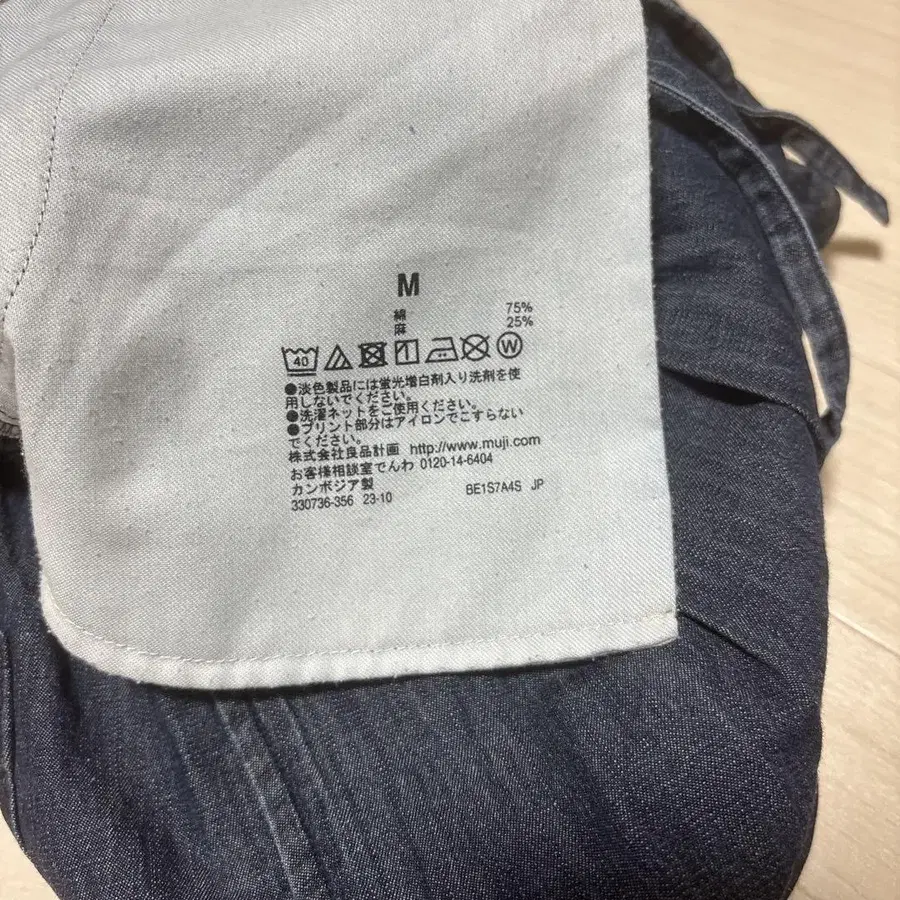 M
綿 75%
麻 25%
40 W
●淡色製品には蛍光増白剤入り洗剤を使
用しないでください。
●洗濯ネットをご使用ください。
●プリント部分はアイロンでこすらない
でください。
株式会社良品計画 http://www.muji.com
お客様相談室でんわ 0120-14-6404
カンボジア製
330736-356 23-10 BE1S7A4S JP